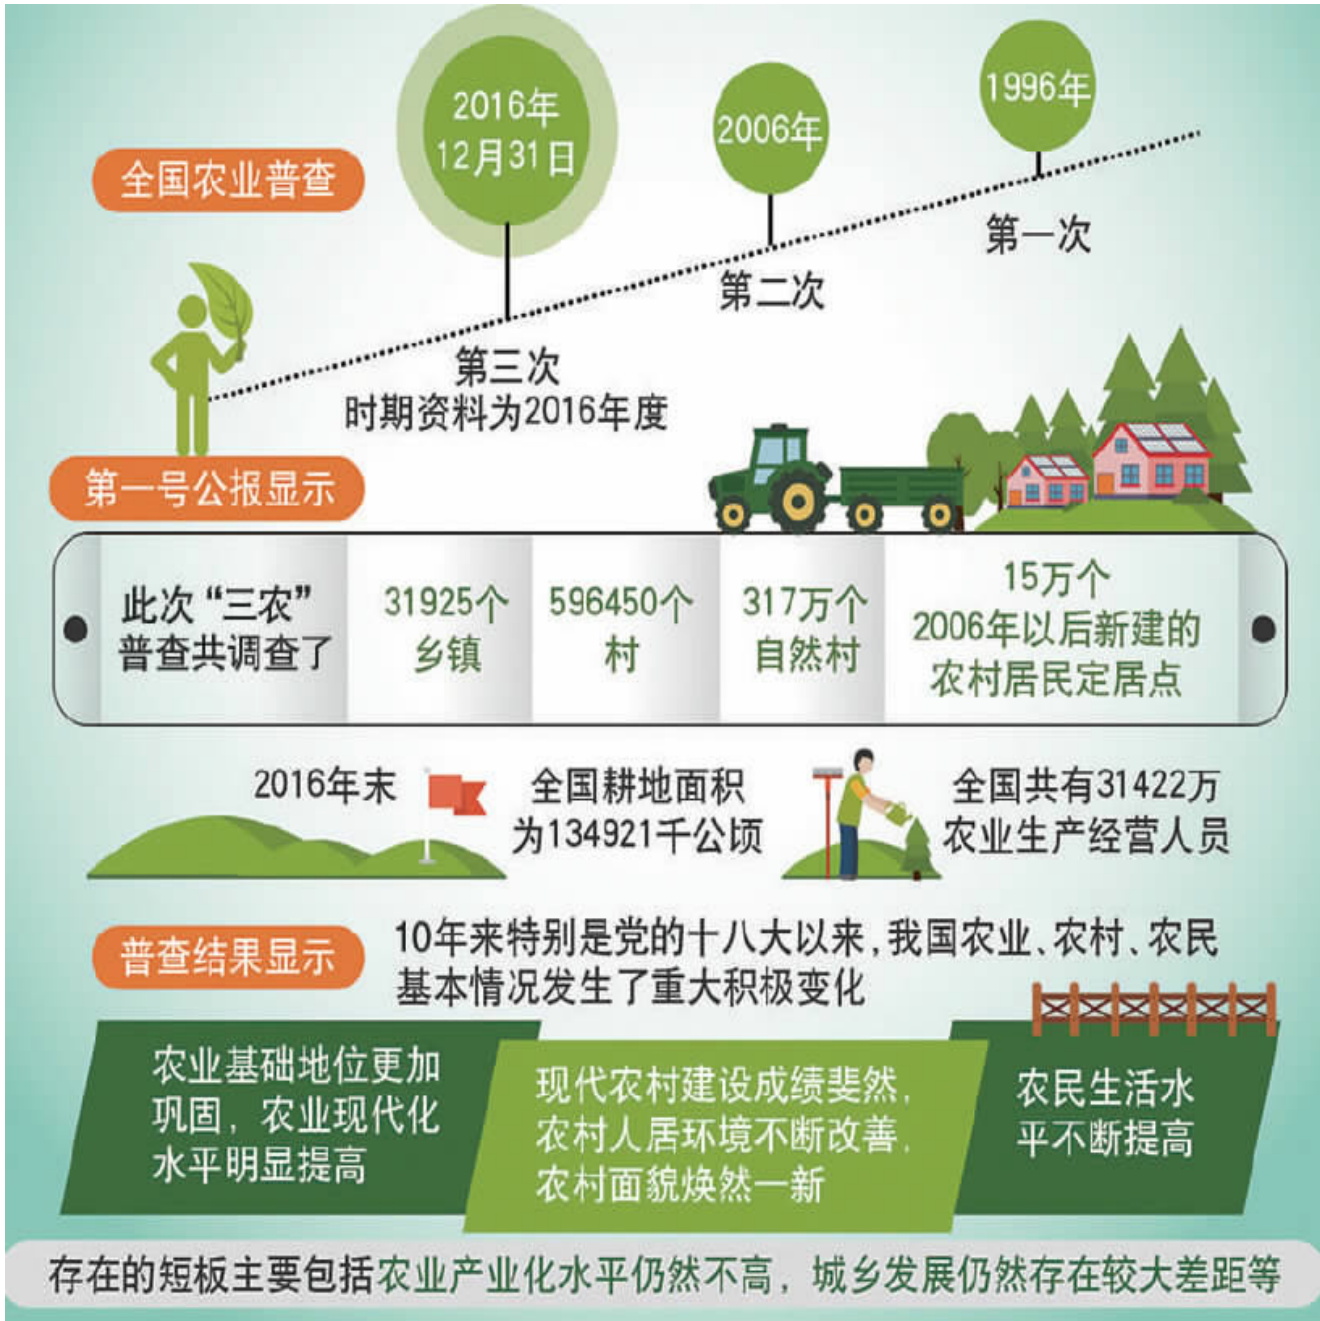 全国农业普查
2016年
12月31日
2006年
1996年
第一次
第二次
第三次
时期资料为2016年度
第一号公报显示
此次“三农”
普查共调查了
31925个
乡镇
596450个
村
317万个
自然村
15万个
2006年以后新建的
农村居民定居点
2016年末
全国耕地面积
为134921千公顷
全国共有31422万
农业生产经营人员
普查结果显示
10年来特别是党的十八大以来,我国农业、农村、农民
基本情况发生了重大积极变化
农业基础地位更加
巩固，农业现代化
水平明显提高
现代农村建设成绩斐然，
农村人居环境不断改善，
农村面貌焕然一新
农民生活水
平不断提高
存在的短板主要包括农业产业化水平仍然不高，城乡发展仍然存在较大差距等